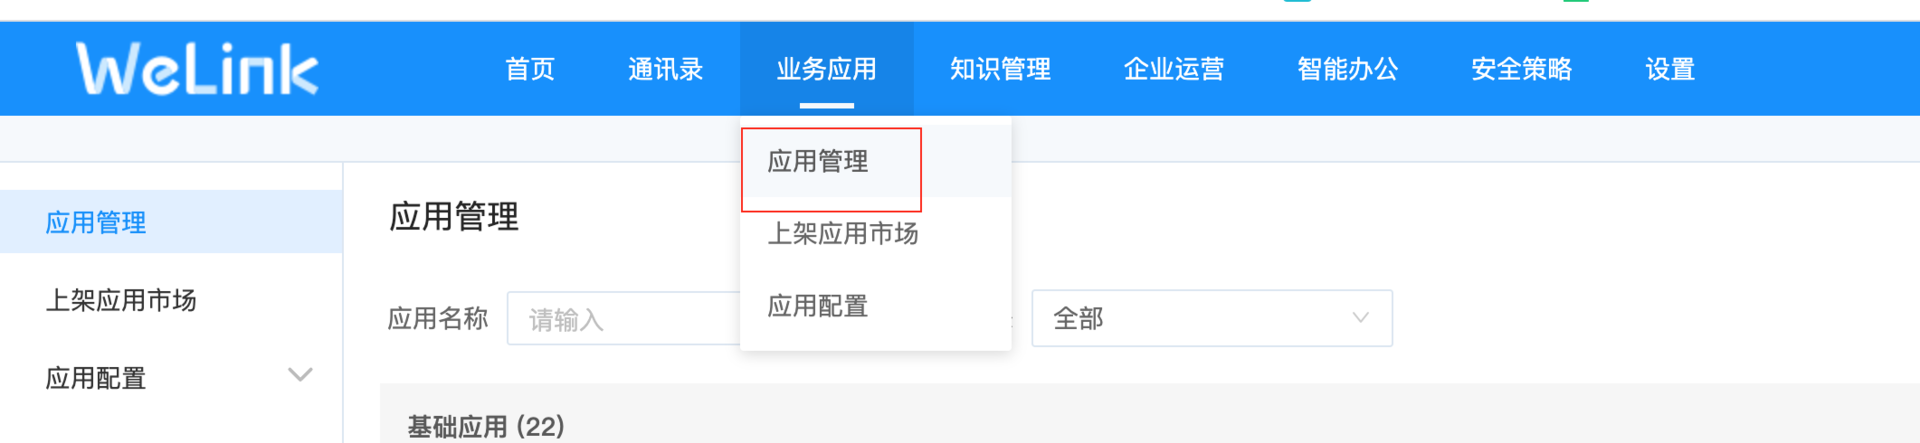 WeLink 首页 通讯录 业务应用 知识管理 企业运营 智能办公 安全策略 设置
应用管理
上架应用市场
应用配置
应用管理
上架应用市场
应用配置
应用管理
应用名称 请输入 全部
基础应用 (22)